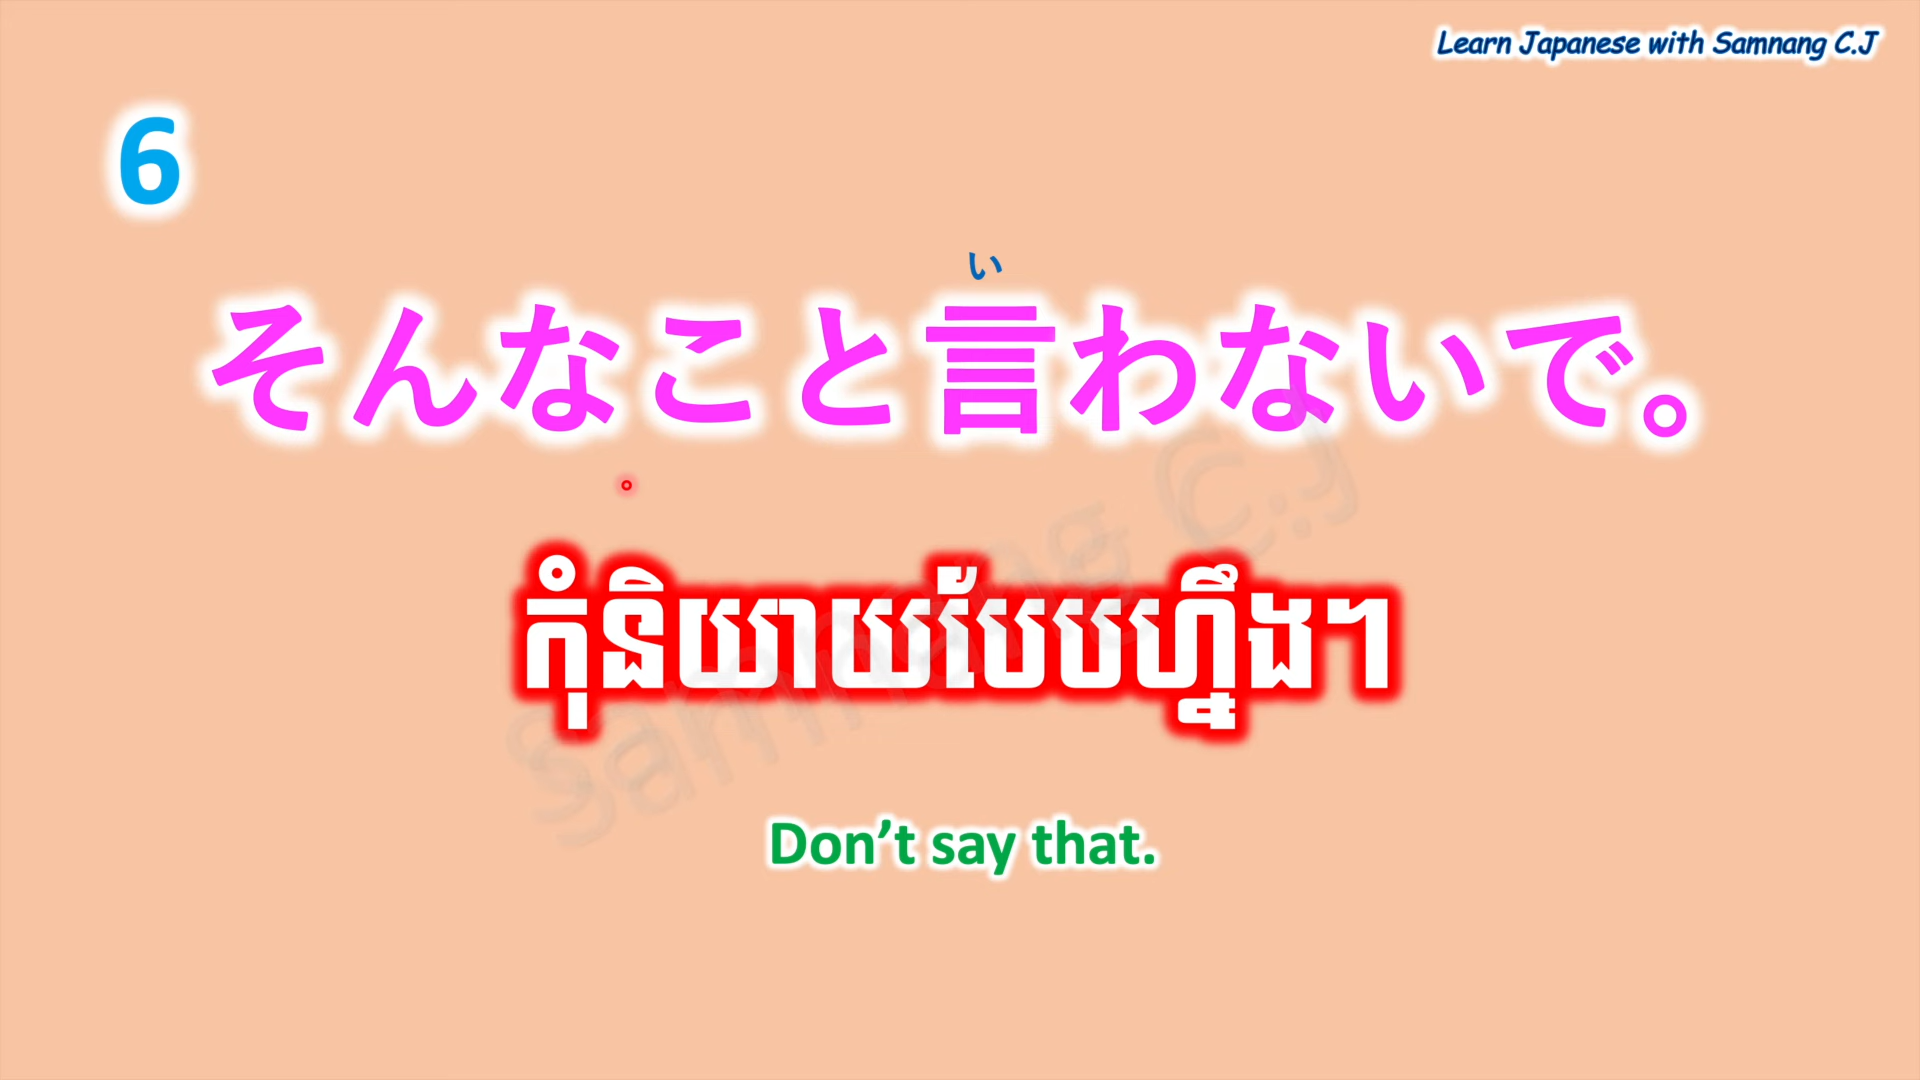 Learn Japanese with Samnang C.J
6
い
そんなこと言わないで。
កុំនិយាយបែបហ្នឹង។
Don’t say that.
Samnang C.J